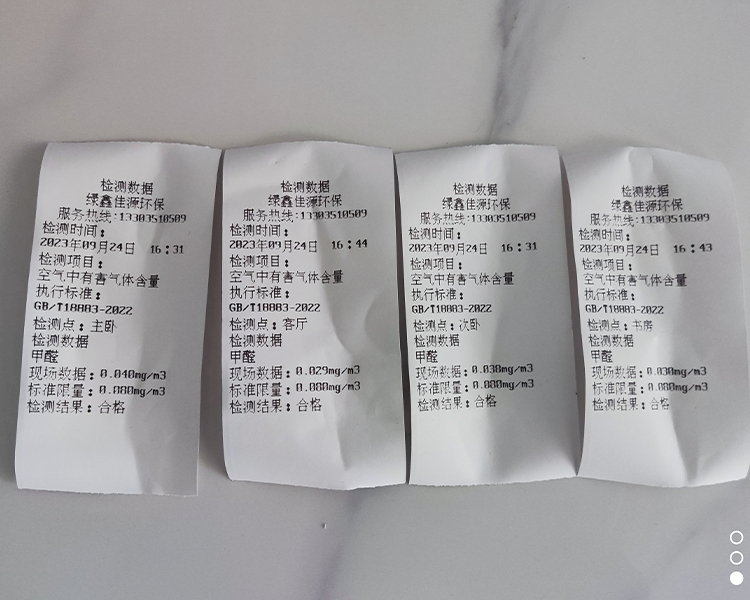 检测数据
绿鑫佳源环保
服务热线:13303510509
检测时间:
2023年09月24日 16:31
检测项目:
空气中有害气体含量
执行标准:
GB/T18883-2022
检测点: 主卧
检测数据
甲醛
现场数据:0.040mg/m3
标准限量:0.080mg/m3
检测结果:合格
检测数据
绿鑫佳源环保
服务热线:13303510509
检测时间:
2023年09月24日 16:44
检测项目:
空气中有害气体含量
执行标准:
GB/T18883-2022
检测点: 客厅
检测数据
甲醛
现场数据:0.029mg/m3
标准限量:0.080mg/m3
检测结果:合格
检测数据
绿鑫佳源环保
服务热线:13303510509
检测时间:
2023年09月24日 16:31
检测项目:
空气中有害气体含量
执行标准:
GB/T18883-2022
检测点: 次卧
检测数据
甲醛
现场数据:0.038mg/m3
标准限量:0.080mg/m3
检测结果:合格
检测数据
绿鑫佳源环保
服务热线:13303510509
检测时间:
2023年09月24日 16:43
检测项目:
空气中有害气体含量
执行标准:
GB/T18883-2022
检测点: 书房
检测数据
甲醛
现场数据:0.030mg/m3
标准限量:0.080mg/m3
检测结果:合格